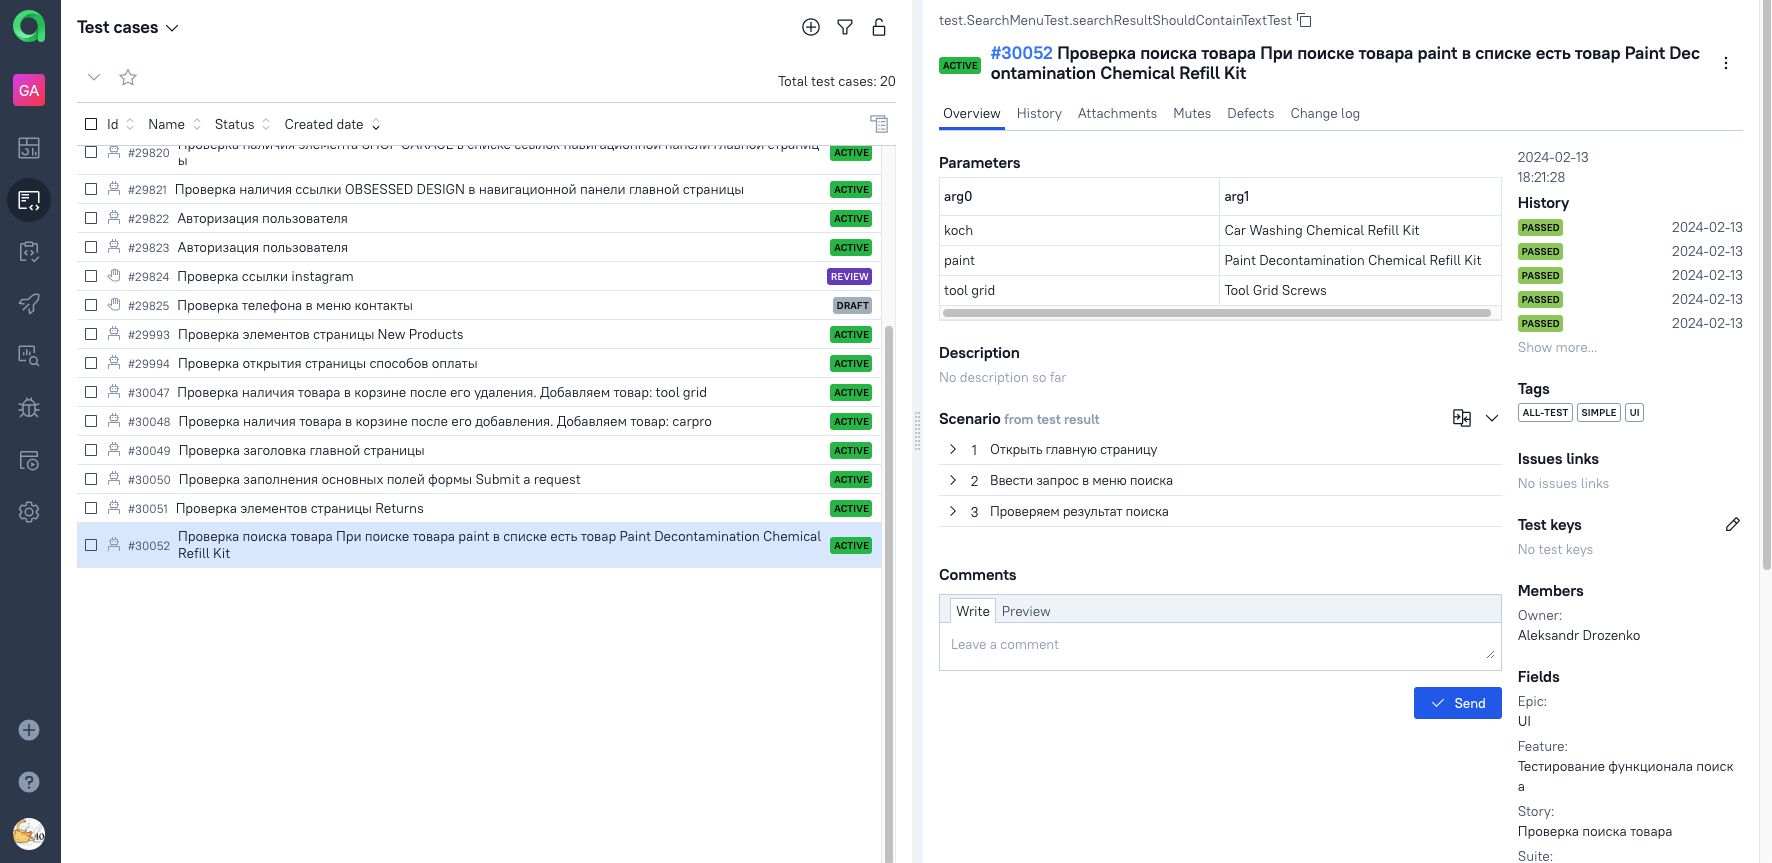 GA
Test cases
Total test cases: 20
Id Name Status Created date
#29820 Проверка наличия элемента SHOP GARAGE в списке ссылок навигационной панели главной страниц
ы ACTIVE
#29821 Проверка наличия ссылки OBSESSED DESIGN в навигационной панели главной страницы ACTIVE
#29822 Авторизация пользователя ACTIVE
#29823 Авторизация пользователя ACTIVE
#29824 Проверка ссылки instagram REVIEW
#29825 Проверка телефона в меню контакты DRAFT
#29993 Проверка элементов страницы New Products ACTIVE
#29994 Проверка открытия страницы способов оплаты ACTIVE
#30047 Проверка наличия товара в корзине после его удаления. Добавляем товар: tool grid ACTIVE
#30048 Проверка наличия товара в корзине после его добавления. Добавляем товар: carpro ACTIVE
#30049 Проверка заголовка главной страницы ACTIVE
#30050 Проверка заполнения основных полей формы Submit a request ACTIVE
#30051 Проверка элементов страницы Returns ACTIVE
#30052 Проверка поиска товара При поиске товара paint в списке есть товар Paint Decontamination Chemical
Refill Kit ACTIVE
test.SearchMenuTest.searchResultShouldContainTextTest
ACTIVE #30052 Проверка поиска товара При поиске товара paint в списке есть товар Paint Dec
ontamination Chemical Refill Kit
Overview History Attachments Mutes Defects Change log
Parameters
arg0 arg1
koch Car Washing Chemical Refill Kit
paint Paint Decontamination Chemical Refill Kit
tool grid Tool Grid Screws
Description
No description so far
Scenario from test result
1 Открыть главную страницу
2 Ввести запрос в меню поиска
3 Проверяем результат поиска
Comments
Write Preview
Leave a comment
Send
2024-02-13
18:21:28
History
PASSED 2024-02-13
PASSED 2024-02-13
PASSED 2024-02-13
PASSED 2024-02-13
PASSED 2024-02-13
Show more...
Tags
ALL-TEST SIMPLE UI
Issues links
No issues links
Test keys
No test keys
Members
Owner:
Aleksandr Drozenko
Fields
Epic:
UI
Feature:
Тестирование функционала поиск
а
Story:
Проверка поиска товара
Suite: